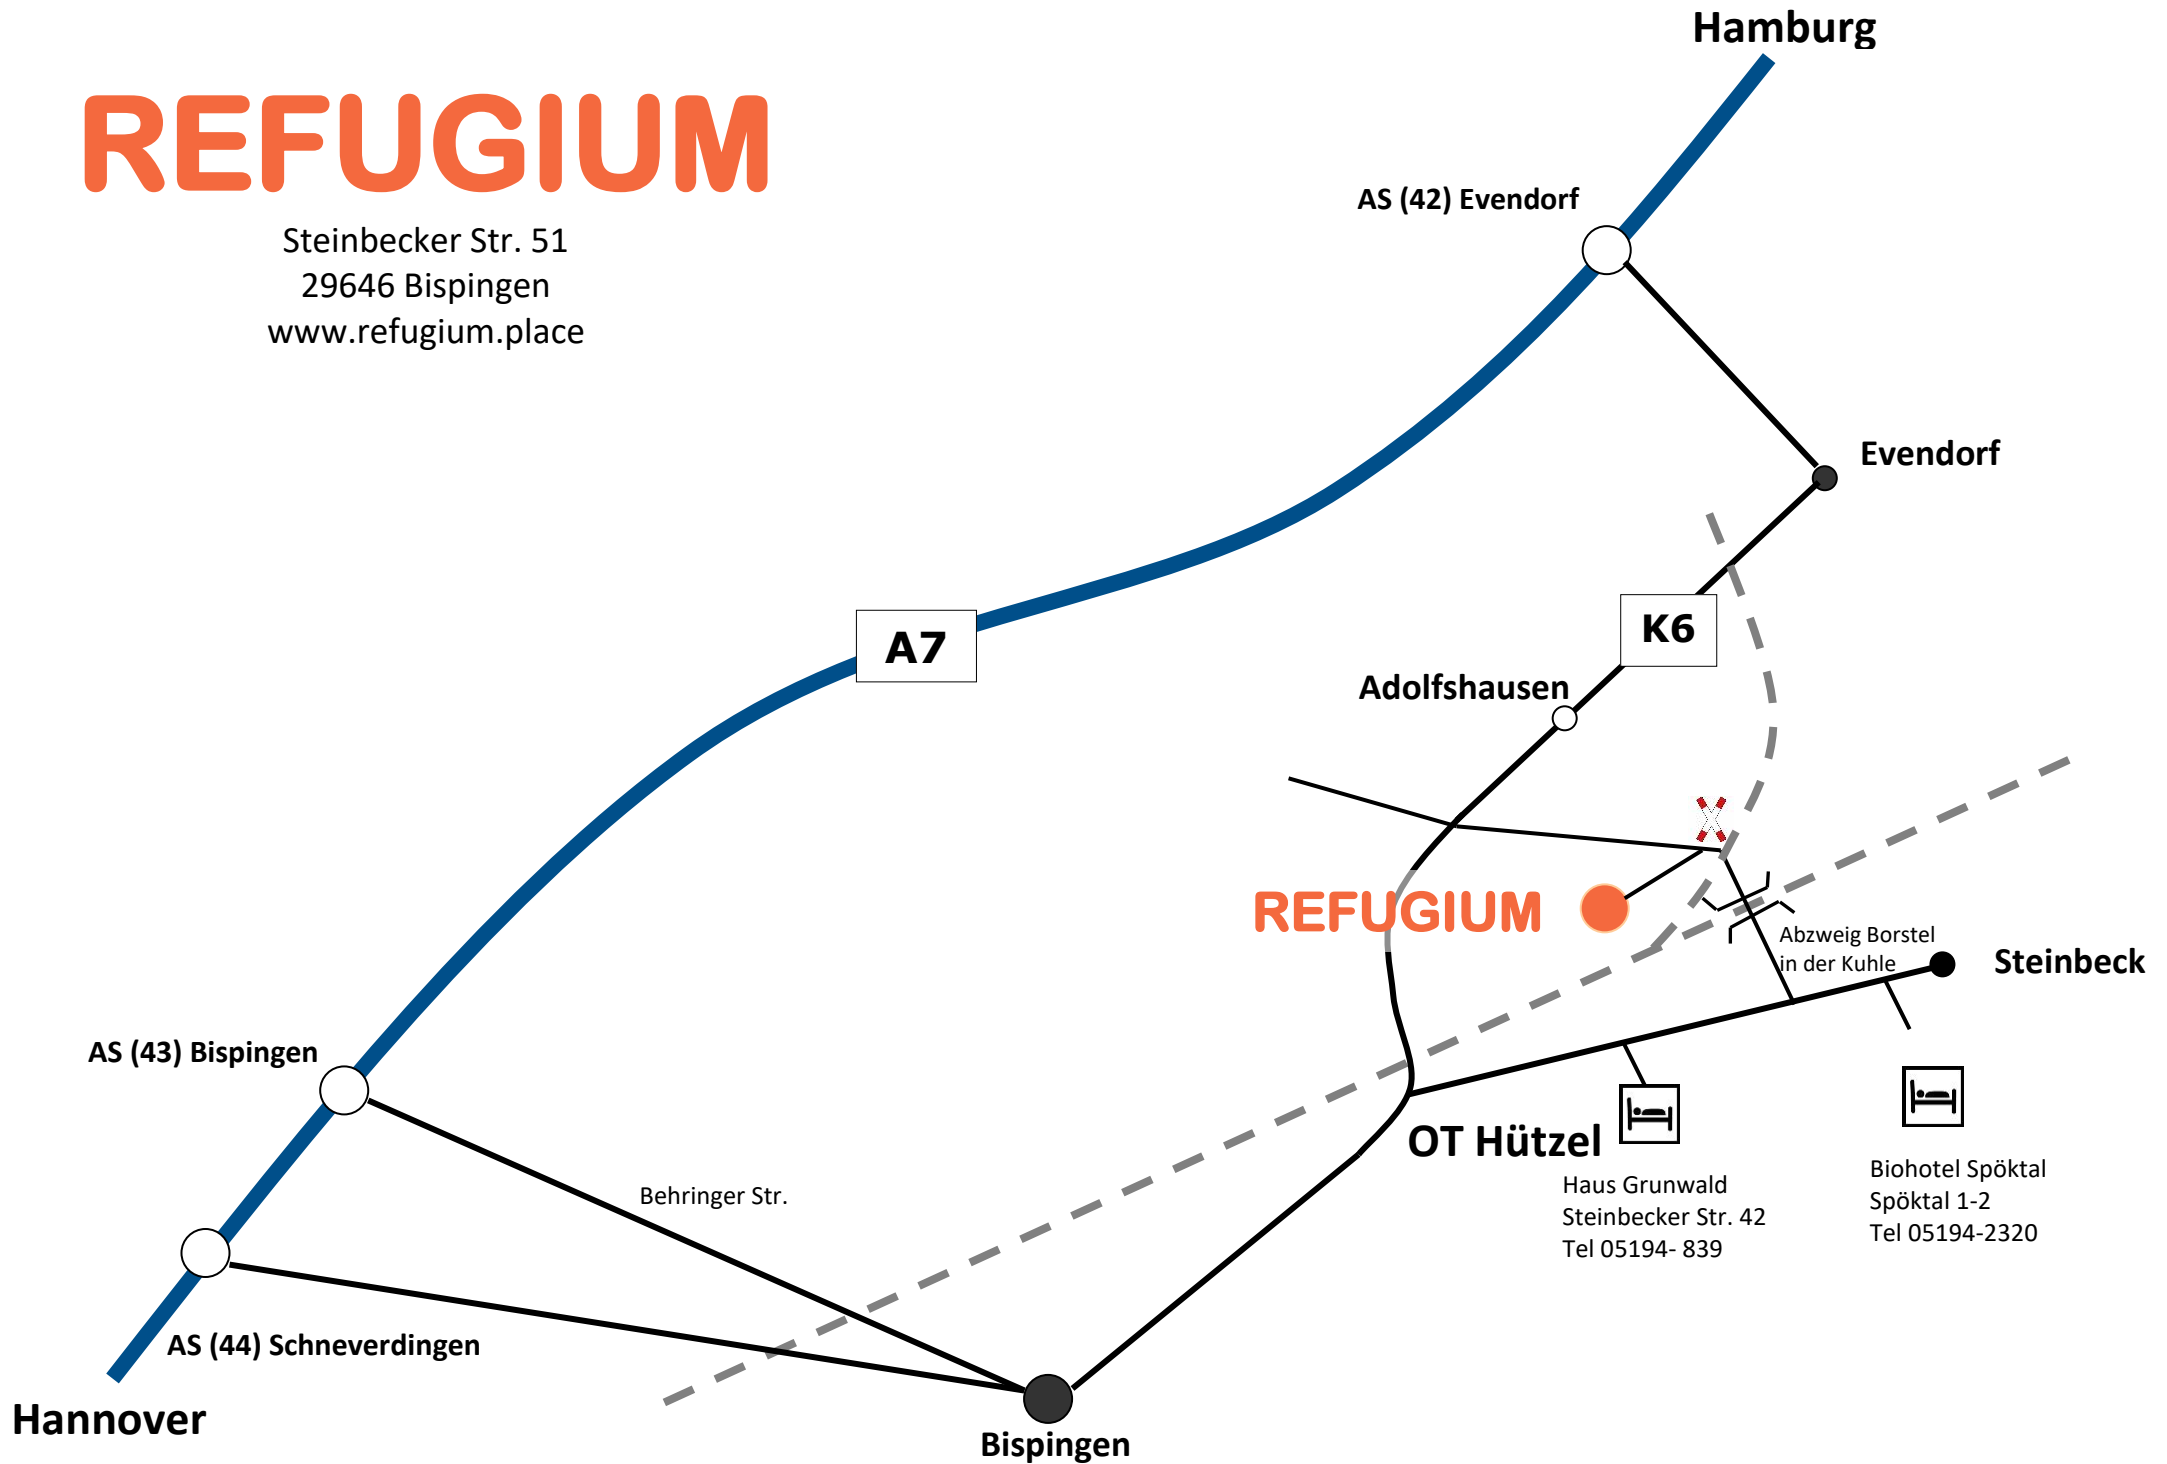 Hamburg
REFUGIUM
Steinbecker Str. 51
29646 Bispingen
www.refugium.place
AS (42) Evendorf
Evendorf
A7
K6
Adolfshausen
REFUGIUM
Abzweig Borstel
in der Kuhle
Steinbeck
AS (43) Bispingen
OT Hützel
Haus Grunwald
Steinbecker Str. 42
Tel 05194- 839
Biohotel Spöktal
Spöktal 1-2
Tel 05194-2320
Behringer Str.
AS (44) Schneverdingen
Hannover
Bispingen